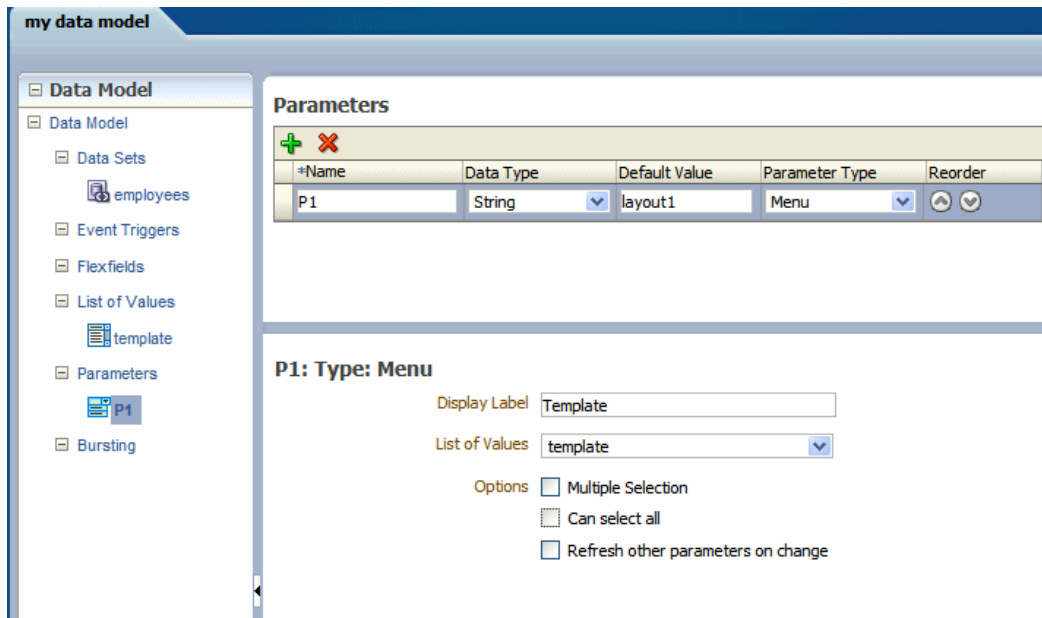 my data model
Data Model
Data Model
Data Sets
employees
Event Triggers
Flexfields
List of Values
template
Parameters
P1
Bursting
Parameters
*Name Data Type Default Value Parameter Type Reorder
P1 String layout1 Menu
P1: Type: Menu
Display Label Template
List of Values template
Options Multiple Selection
Can select all
Refresh other parameters on change